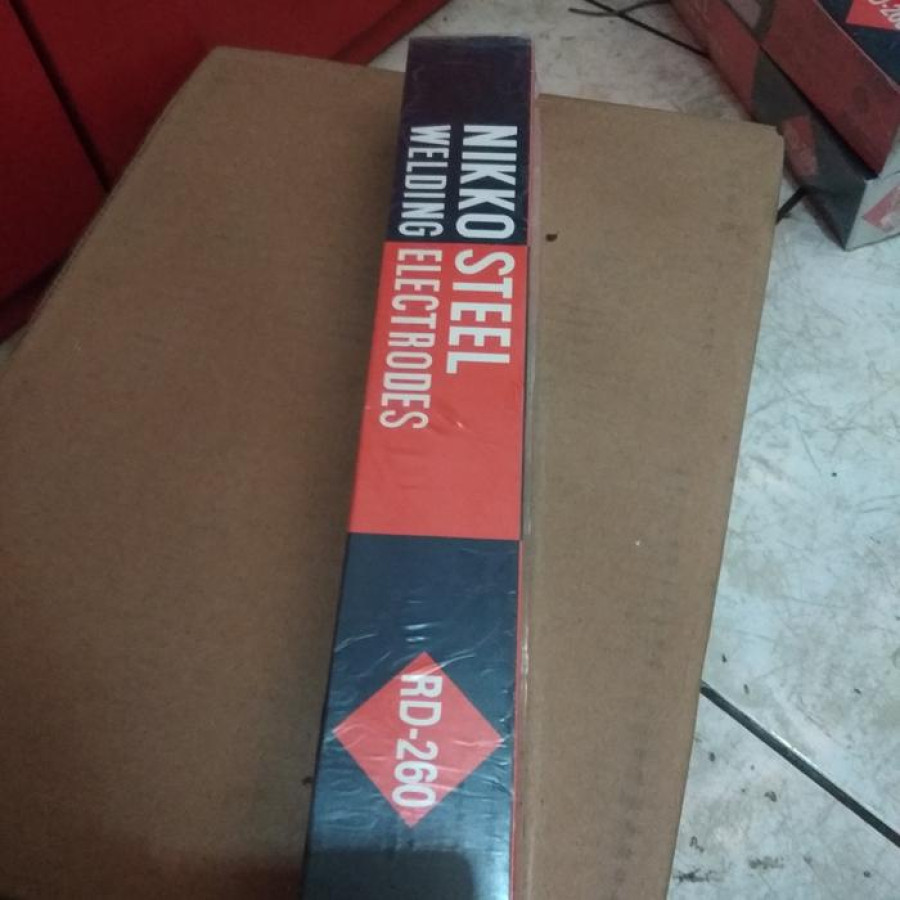 NIKKO STEEL
WELDING ELECTRODES
RD-260